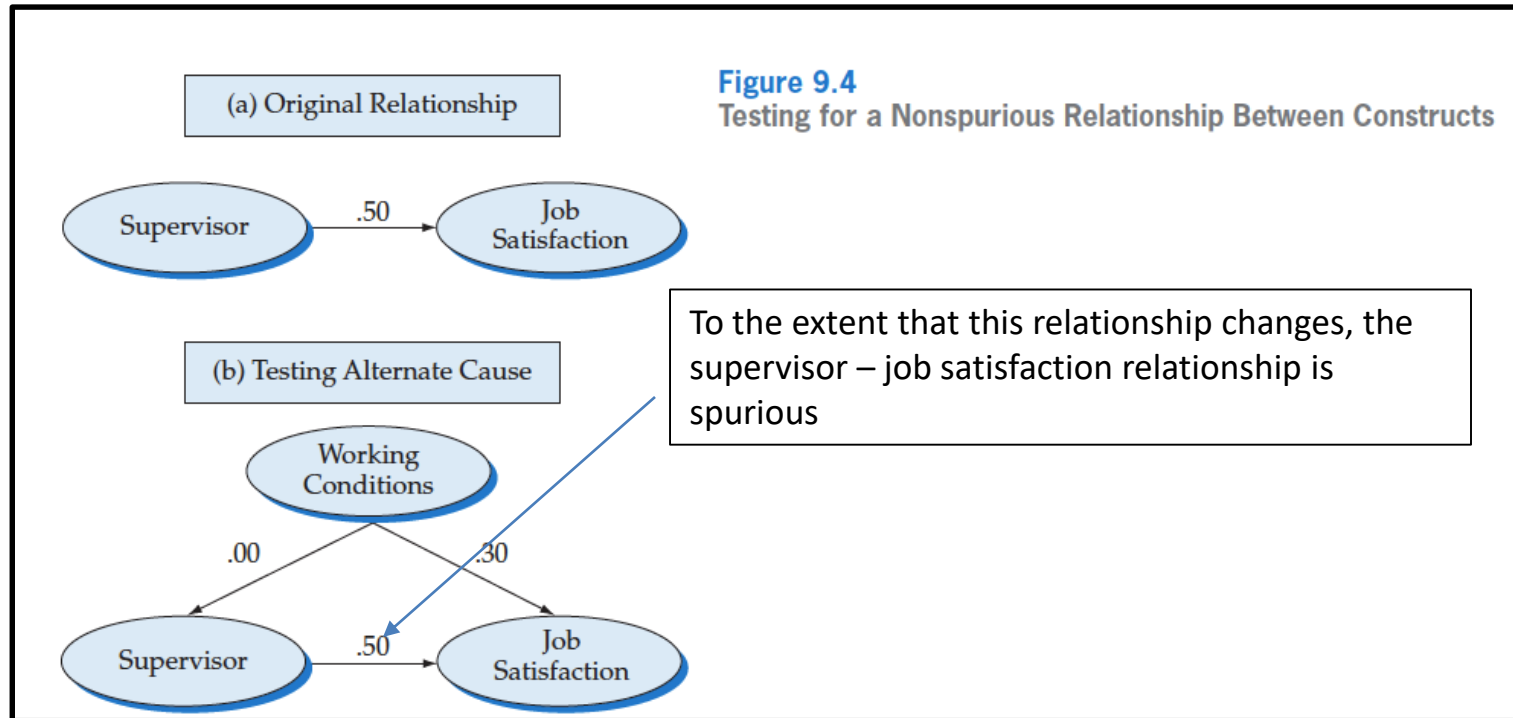 Figure 9.4
Testing for a Nonspurious Relationship Between Constructs
(a) Original Relationship
Supervisor
.50
Job
Satisfaction
To the extent that this relationship changes, the
supervisor – job satisfaction relationship is
spurious
(b) Testing Alternate Cause
Working
Conditions
.00
.30
Supervisor
.50
Job
Satisfaction